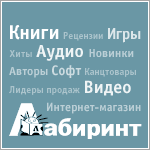 Книги Рецензии Игры
Хиты Аудио Новинки
Авторы Софт Канцтовары
Лидеры продаж Видео
Интернет-магазин
Лабиринт